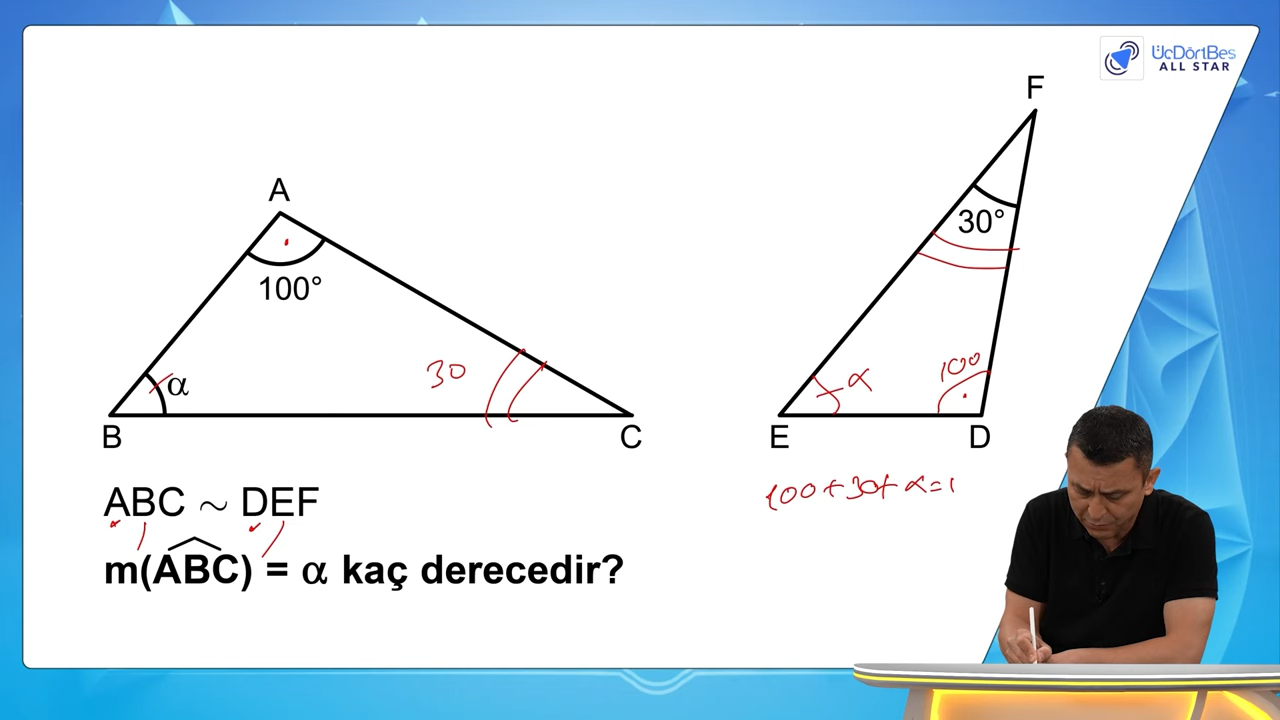 ÜçDörtBeş
ALL STAR
F
A
30°
100°
100
30
α
α
B
C
E
D
ABC ~ DEF
100+30+α=1
m(ABC) = α kaç derecedir?